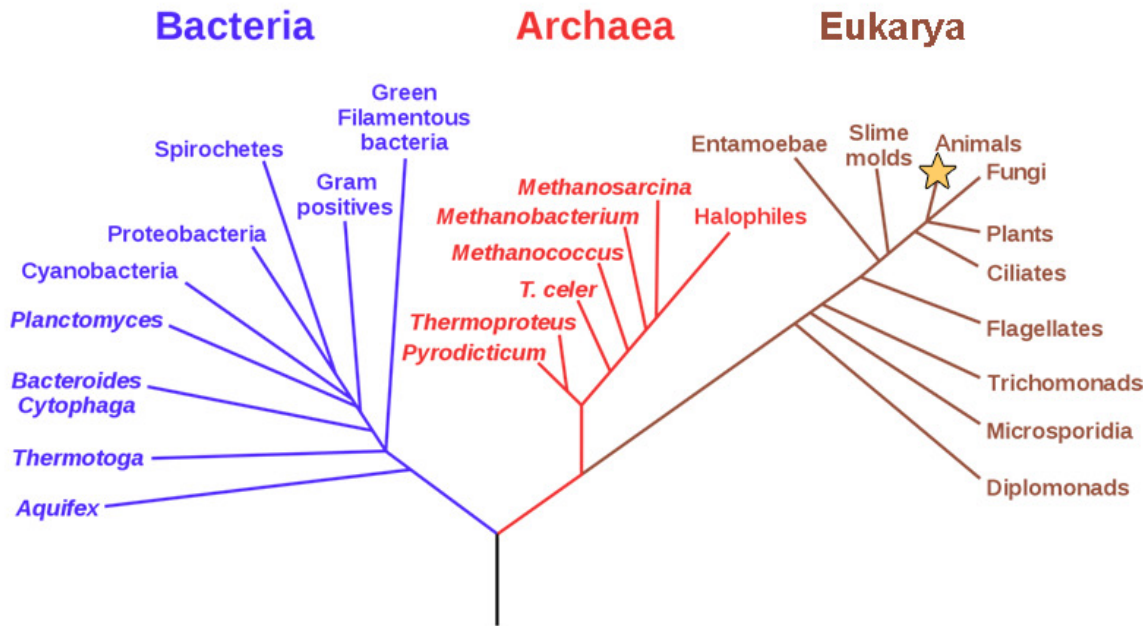 Bacteria
Archaea
Eukarya
Green
Filamentous
bacteria
Spirochetes
Gram
positives
Proteobacteria
Cyanobacteria
Planctomyces
Bacteroides
Cytophaga
Thermotoga
Aquifex
Methanosarcina
Methanobacterium
Halophiles
Methanococcus
T. celer
Thermoproteus
Pyrodicticum
Entamoebae
Slime
molds
Animals
Fungi
Plants
Ciliates
Flagellates
Trichomonads
Microsporidia
Diplomonads